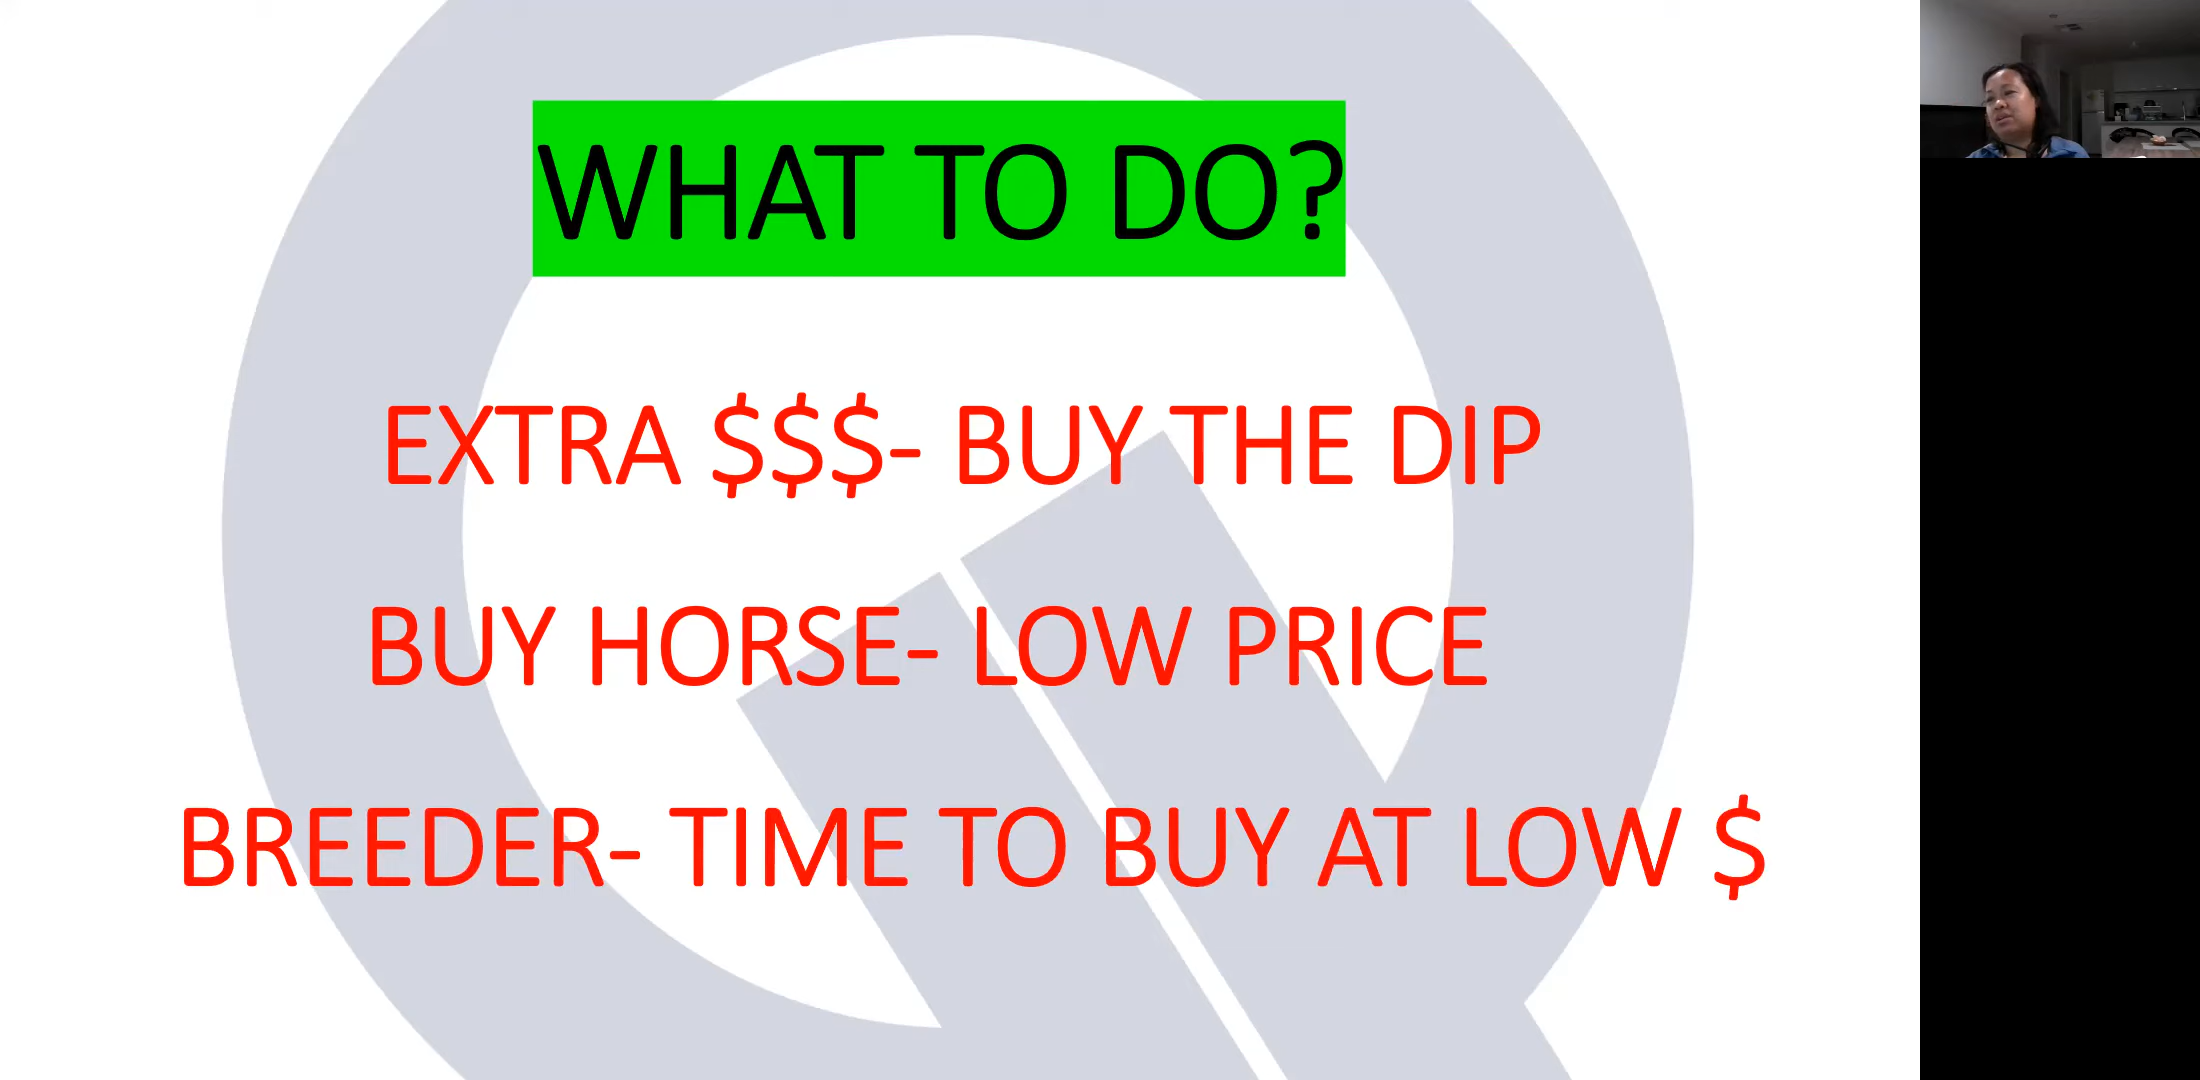 WHAT TO DO?
EXTRA $$$- BUY THE DIP
BUY HORSE- LOW PRICE
BREEDER- TIME TO BUY AT LOW $